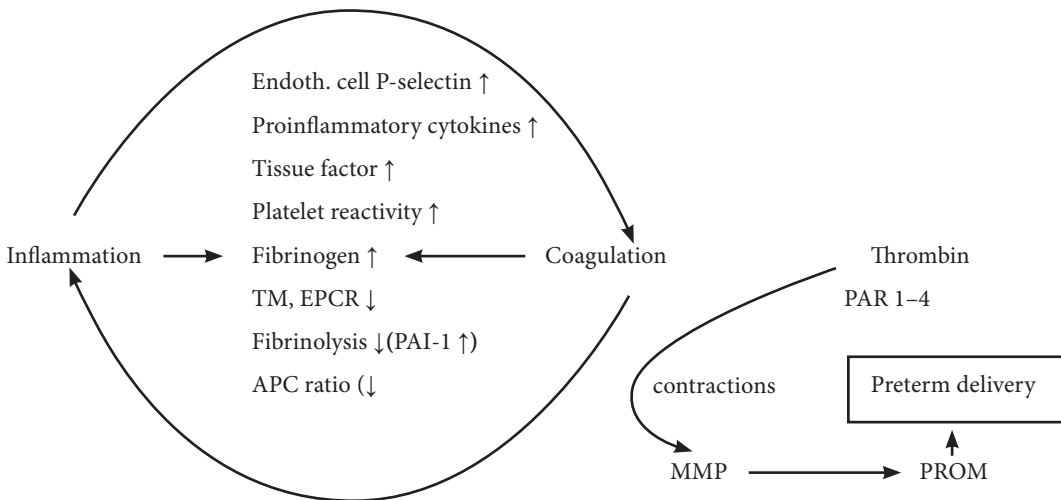 Endoth. cell P-selectin ↑
Proinflammatory cytokines ↑
Tissue factor ↑
Platelet reactivity ↑
Inflammation
Fibrinogen ↑
Coagulation
Thrombin
TM, EPCR ↓
PAR 1–4
Fibrinolysis ↓(PAI-1 ↑)
APC ratio (↓
contractions
Preterm delivery
MMP
PROM